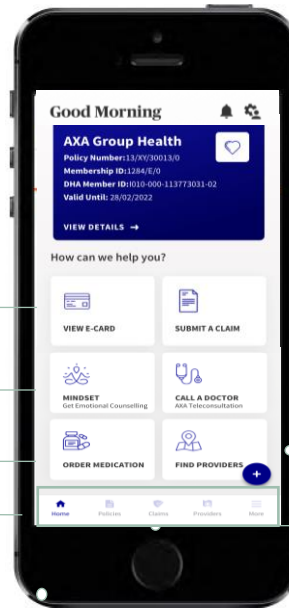 Good Morning
AXA Group Health
Policy Number:13/XY/30013/0
Membership ID:1284/E/0
DHA Member ID:I010-000-113773031-02
Valid Until: 28/02/2022
VIEW DETAILS →
How can we help you?
VIEW E-CARD
SUBMIT A CLAIM
MINDSET
Get Emotional Counselling
CALL A DOCTOR
AXA Teleconsultation
ORDER MEDICATION
FIND PROVIDERS
+
Home
Policies
Claims
Providers
More